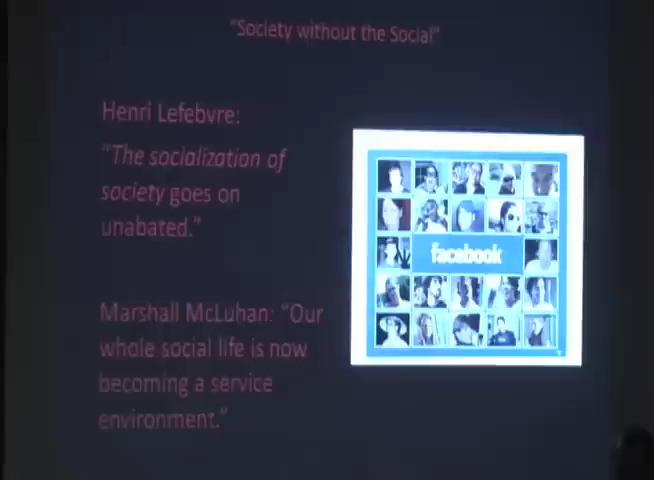 "Society without the Social"
Henri Lefebvre:
"The socialization of
society goes on
unabated."
facebook
Marshall McLuhan: "Our
whole social life is now
becoming a service
environment."